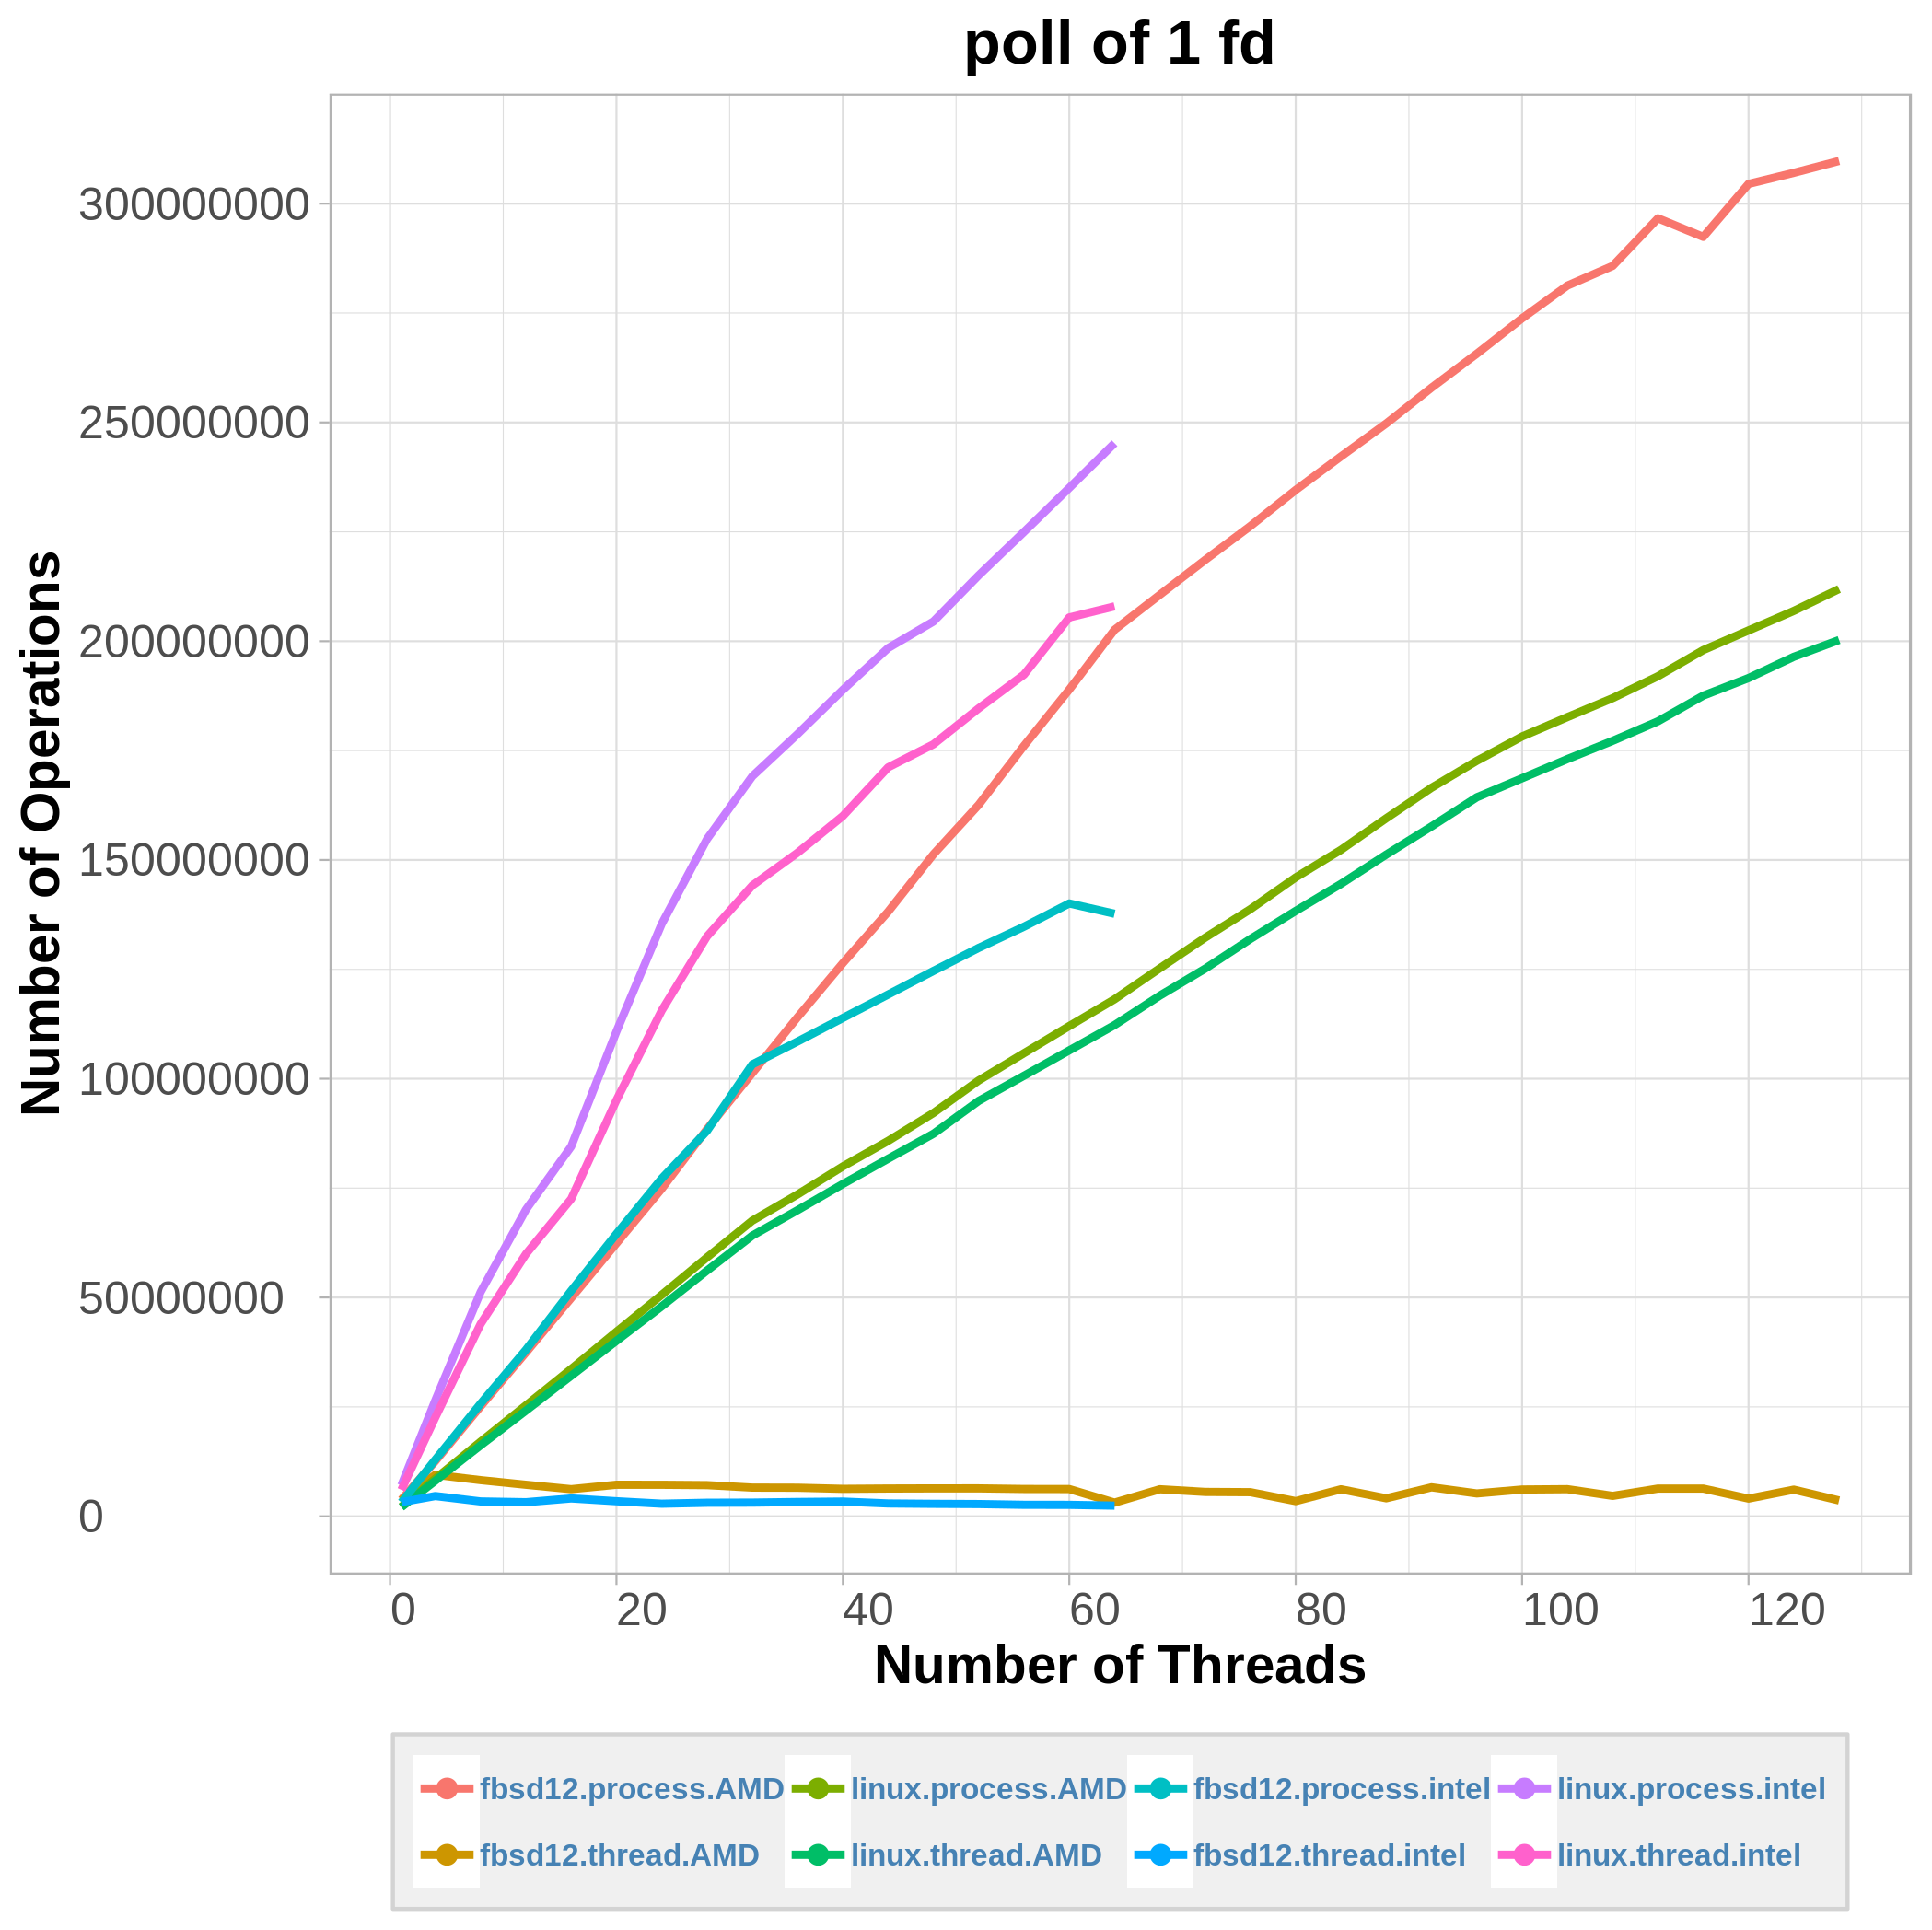 poll of 1 fd
Number of Operations
300000000
250000000
200000000
150000000
100000000
50000000
0
0 20 40 60 80 100 120
Number of Threads
fbsd12.process.AMD linux.process.AMD fbsd12.process.intel linux.process.intel
fbsd12.thread.AMD linux.thread.AMD fbsd12.thread.intel linux.thread.intel